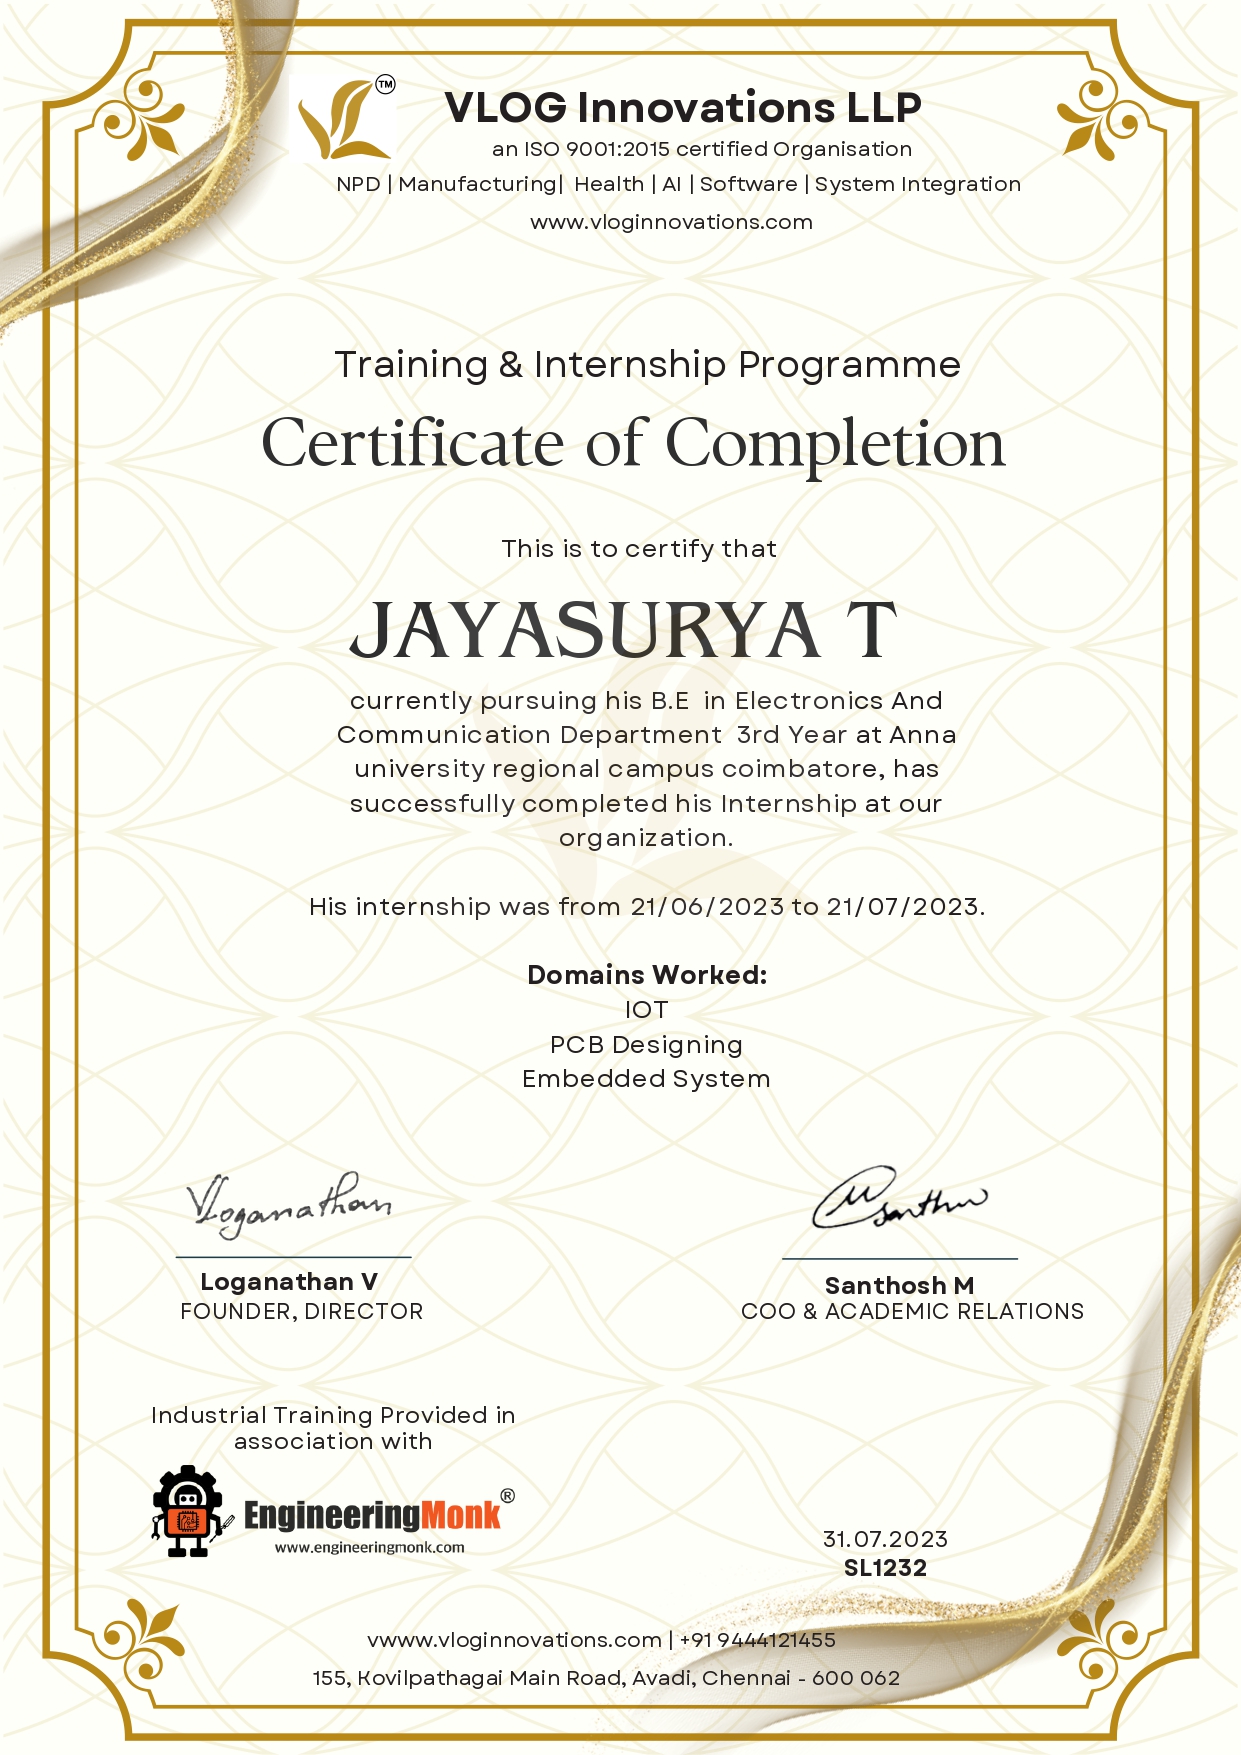 TM
VLOG Innovations LLP
an ISO 9001:2015 certified Organisation
NPD | Manufacturing| Health | AI | Software | System Integration
www.vloginnovations.com
Training & Internship Programme
Certificate of Completion
This is to certify that
JAYASURYA T
currently pursuing his B.E in Electronics And
Communication Department 3rd Year at Anna
university regional campus coimbatore, has
successfully completed his Internship at our
organization.
His internship was from 21/06/2023 to 21/07/2023.
Domains Worked:
IOT
PCB Designing
Embedded System
Vloganathan
Santhosh
Loganathan V
FOUNDER, DIRECTOR
Santhosh M
COO & ACADEMIC RELATIONS
Industrial Training Provided in
association with
EngineeringMonk®
www.engineeringmonk.com
31.07.2023
SL1232
vwww.vloginnovations.com | +91 9444121455
155, Kovilpathagai Main Road, Avadi, Chennai - 600 062